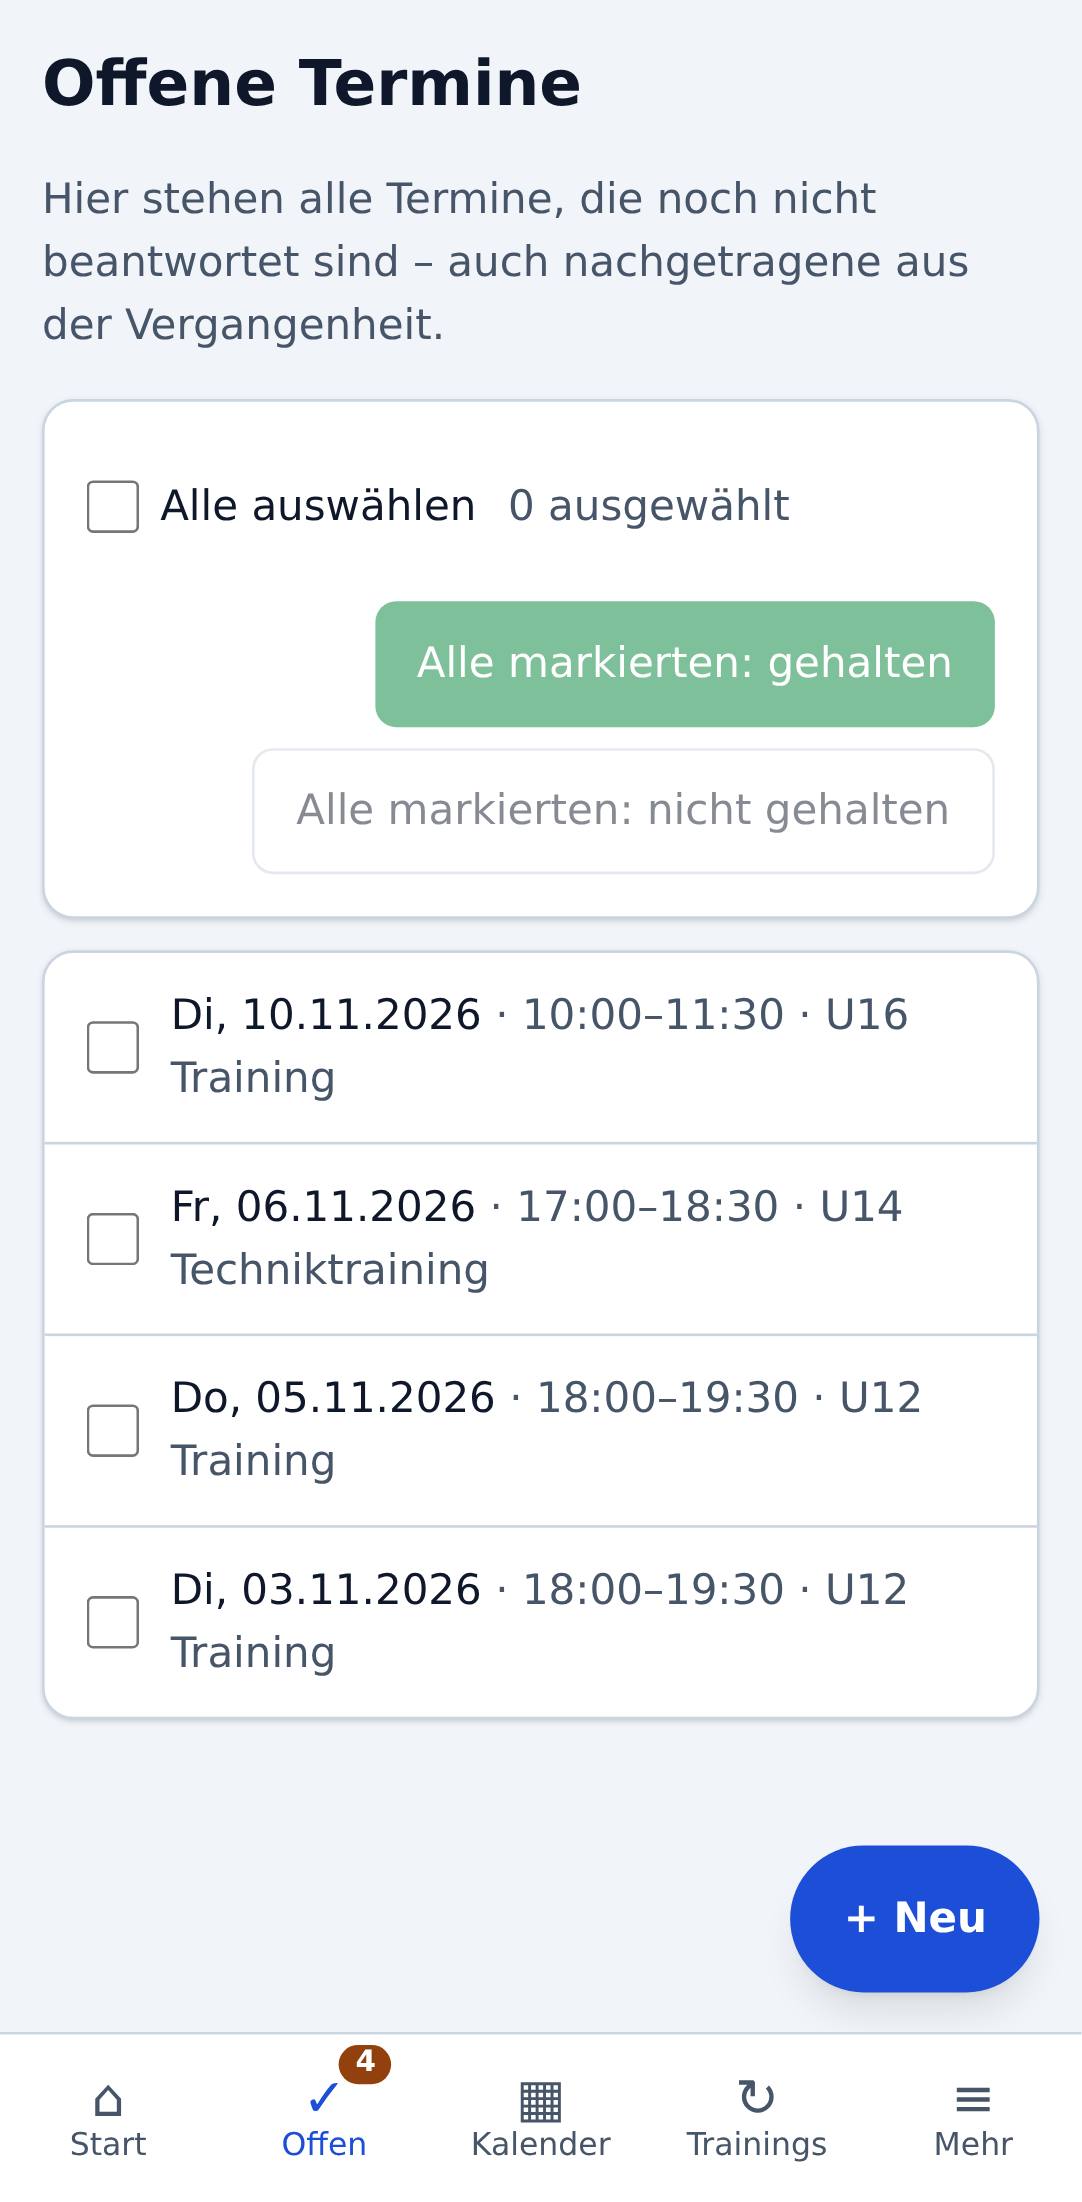 Offene Termine
Hier stehen alle Termine, die noch nicht
beantwortet sind – auch nachgetragene aus
der Vergangenheit.
Alle auswählen 0 ausgewählt
Alle markierten: gehalten
Alle markierten: nicht gehalten
Di, 10.11.2026 · 10:00–11:30 · U16
Training
Fr, 06.11.2026 · 17:00–18:30 · U14
Techniktraining
Do, 05.11.2026 · 18:00–19:30 · U12
Training
Di, 03.11.2026 · 18:00–19:30 · U12
Training
+ Neu
4
Start Offen Kalender Trainings Mehr